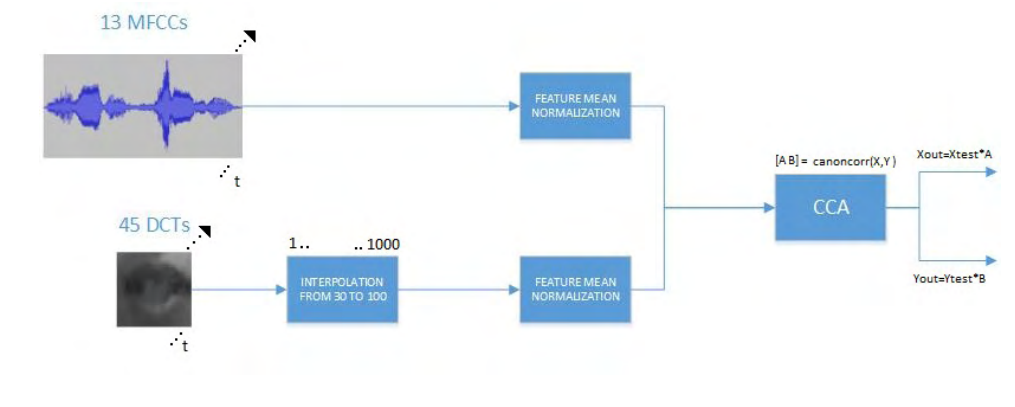 13 MFCCs
t
FEATURE MEAN
NORMALIZATION
[A B] = canoncorr(X,Y)
CCA
Xout=Xtest*A
Yout=Ytest*B
45 DCTs
t
1.. .. 1000
INTERPOLATION
FROM 30 TO 100
FEATURE MEAN
NORMALIZATION